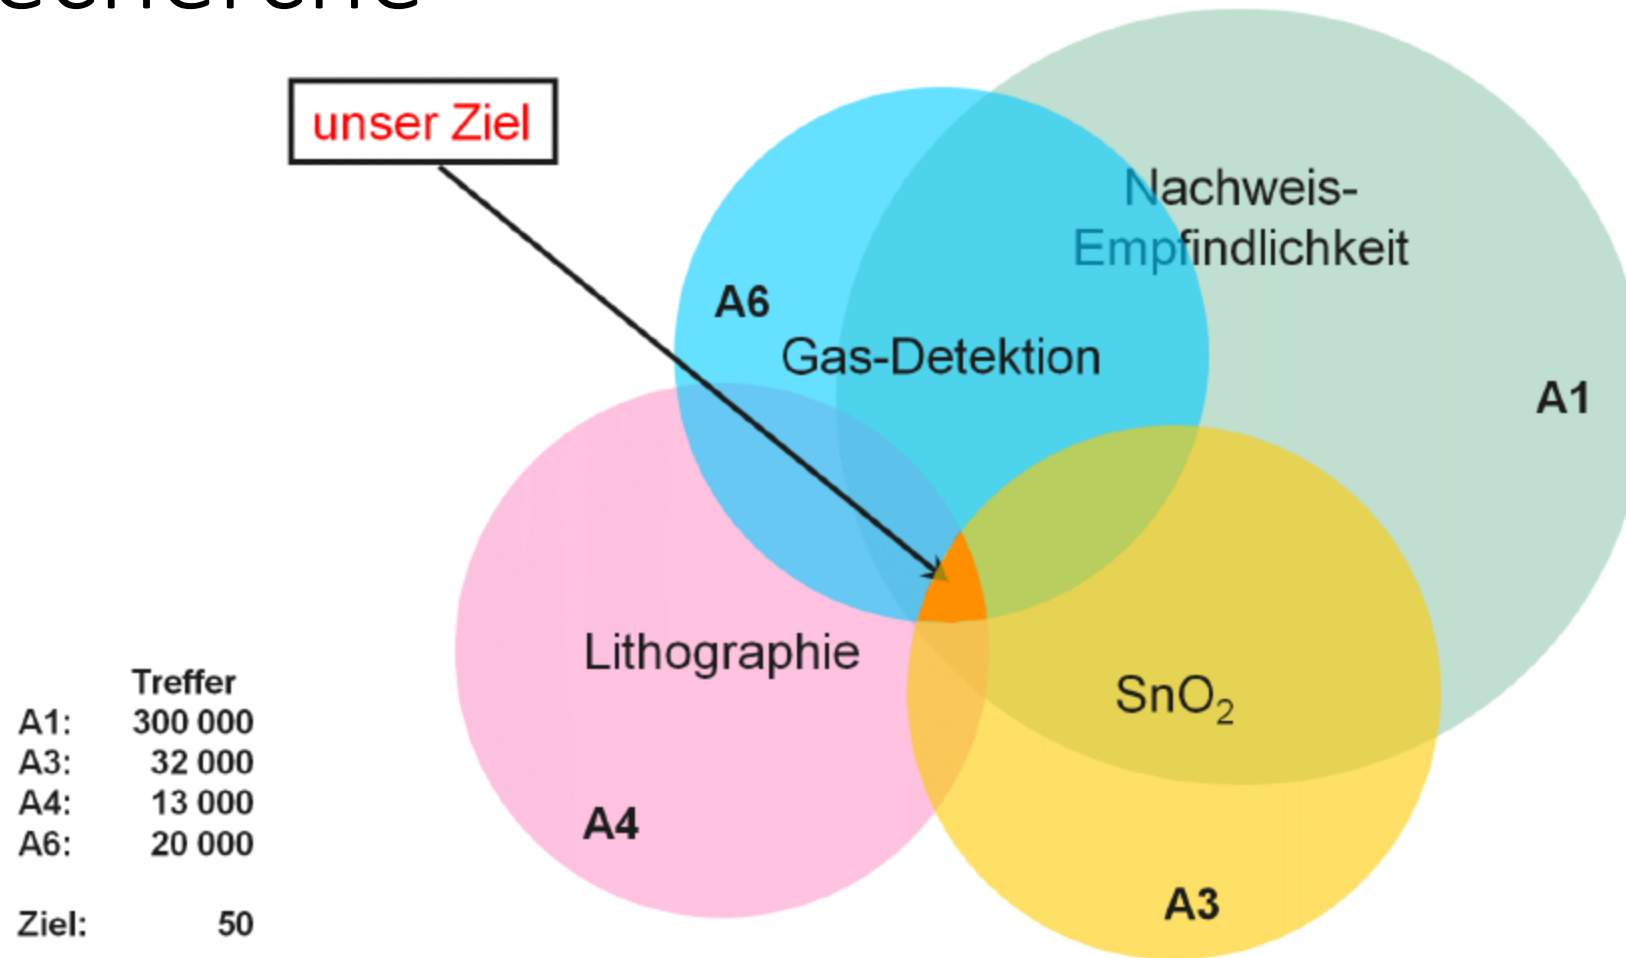 unser Ziel
Nachweis-
Empfindlichkeit
A6
Gas-Detektion
A1
Lithographie
SnO₂
A4
A3
Treffer
A1: 300 000
A3: 32 000
A4: 13 000
A6: 20 000
Ziel: 50